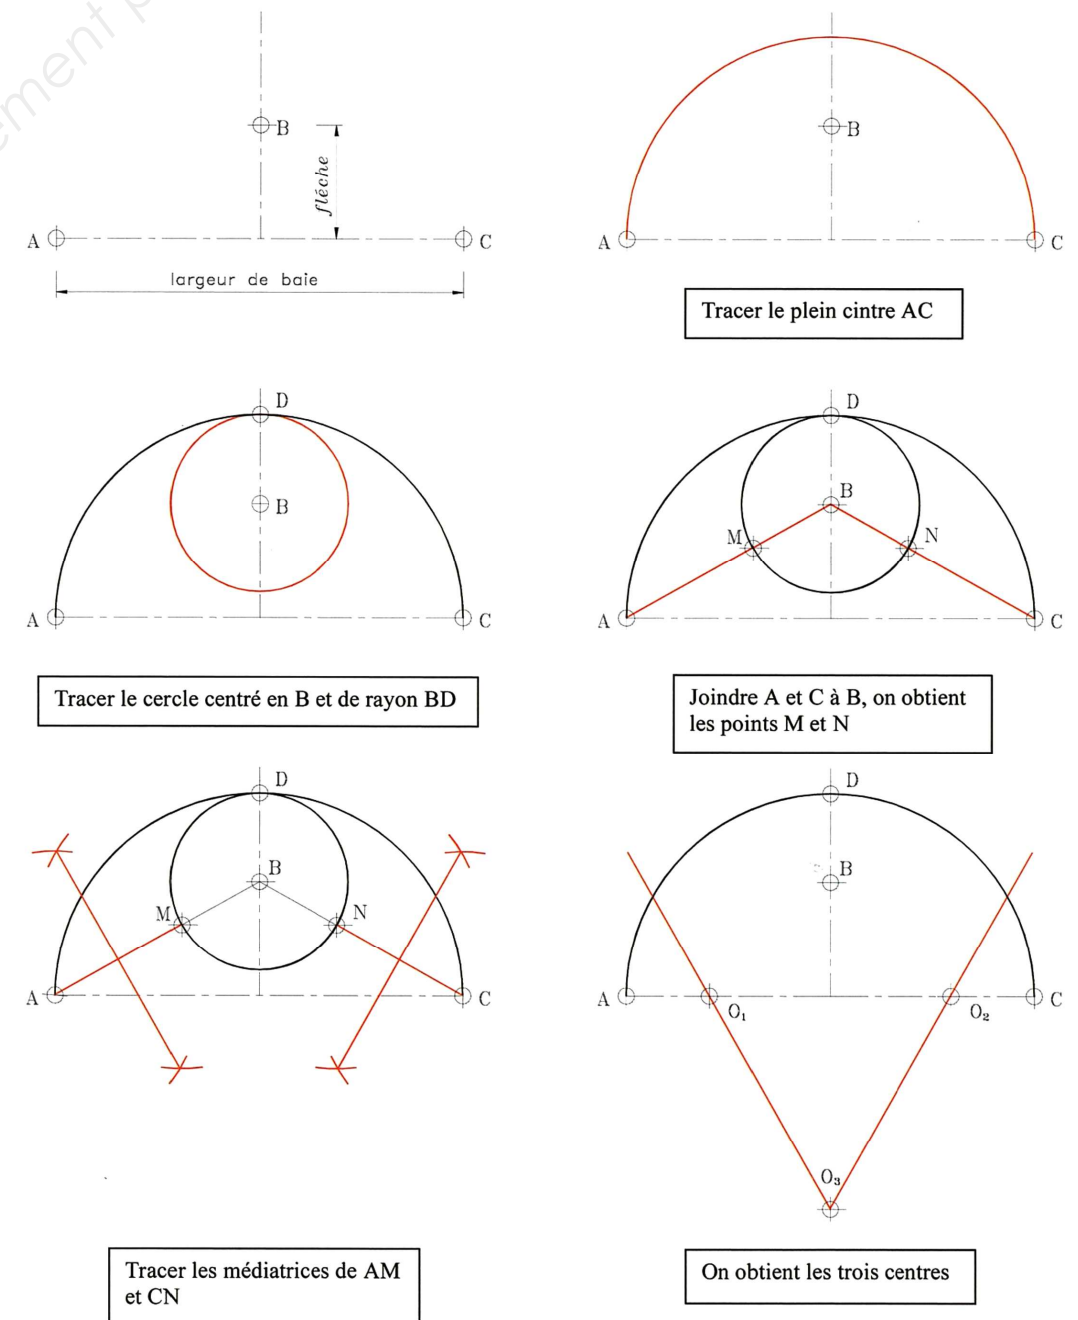 B
flèche
A
C
largeur de baie
B
A
C
Tracer le plein cintre AC
D
B
A
C
Tracer le cercle centré en B et de rayon BD
D
B
M
N
A
C
Joindre A et C à B, on obtient
les points M et N
D
B
M
N
A
C
Tracer les médiatrices de AM
et CN
D
B
A
C
O₁
O₂
O₃
On obtient les trois centres